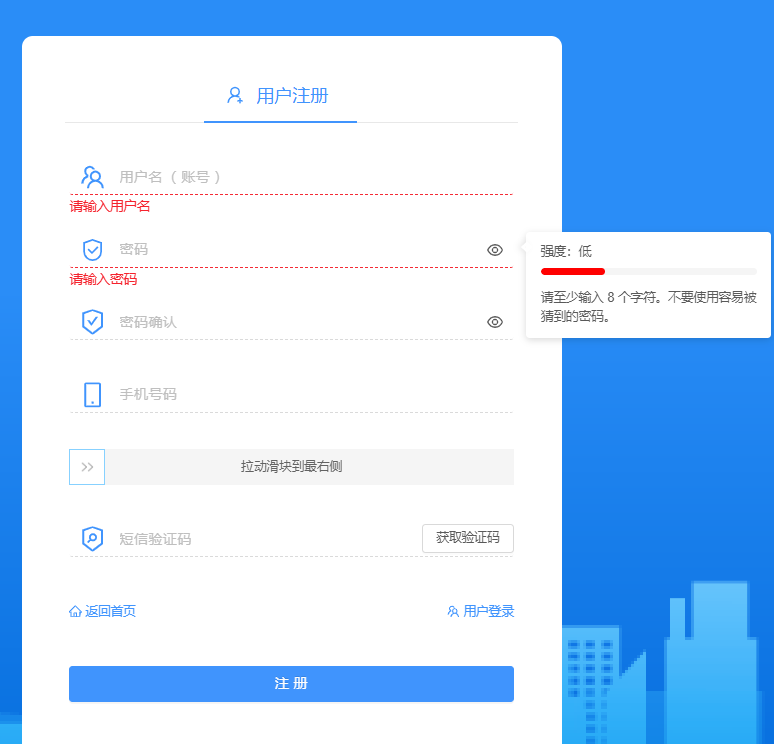 用户注册
用户名（账号）
请输入用户名
密码
请输入密码
强度：低
请至少输入 8 个字符。不要使用容易被
猜到的密码。
密码确认
手机号码
>> 拉动滑块到最右侧
短信验证码 获取验证码
返回首页 用户登录
注 册